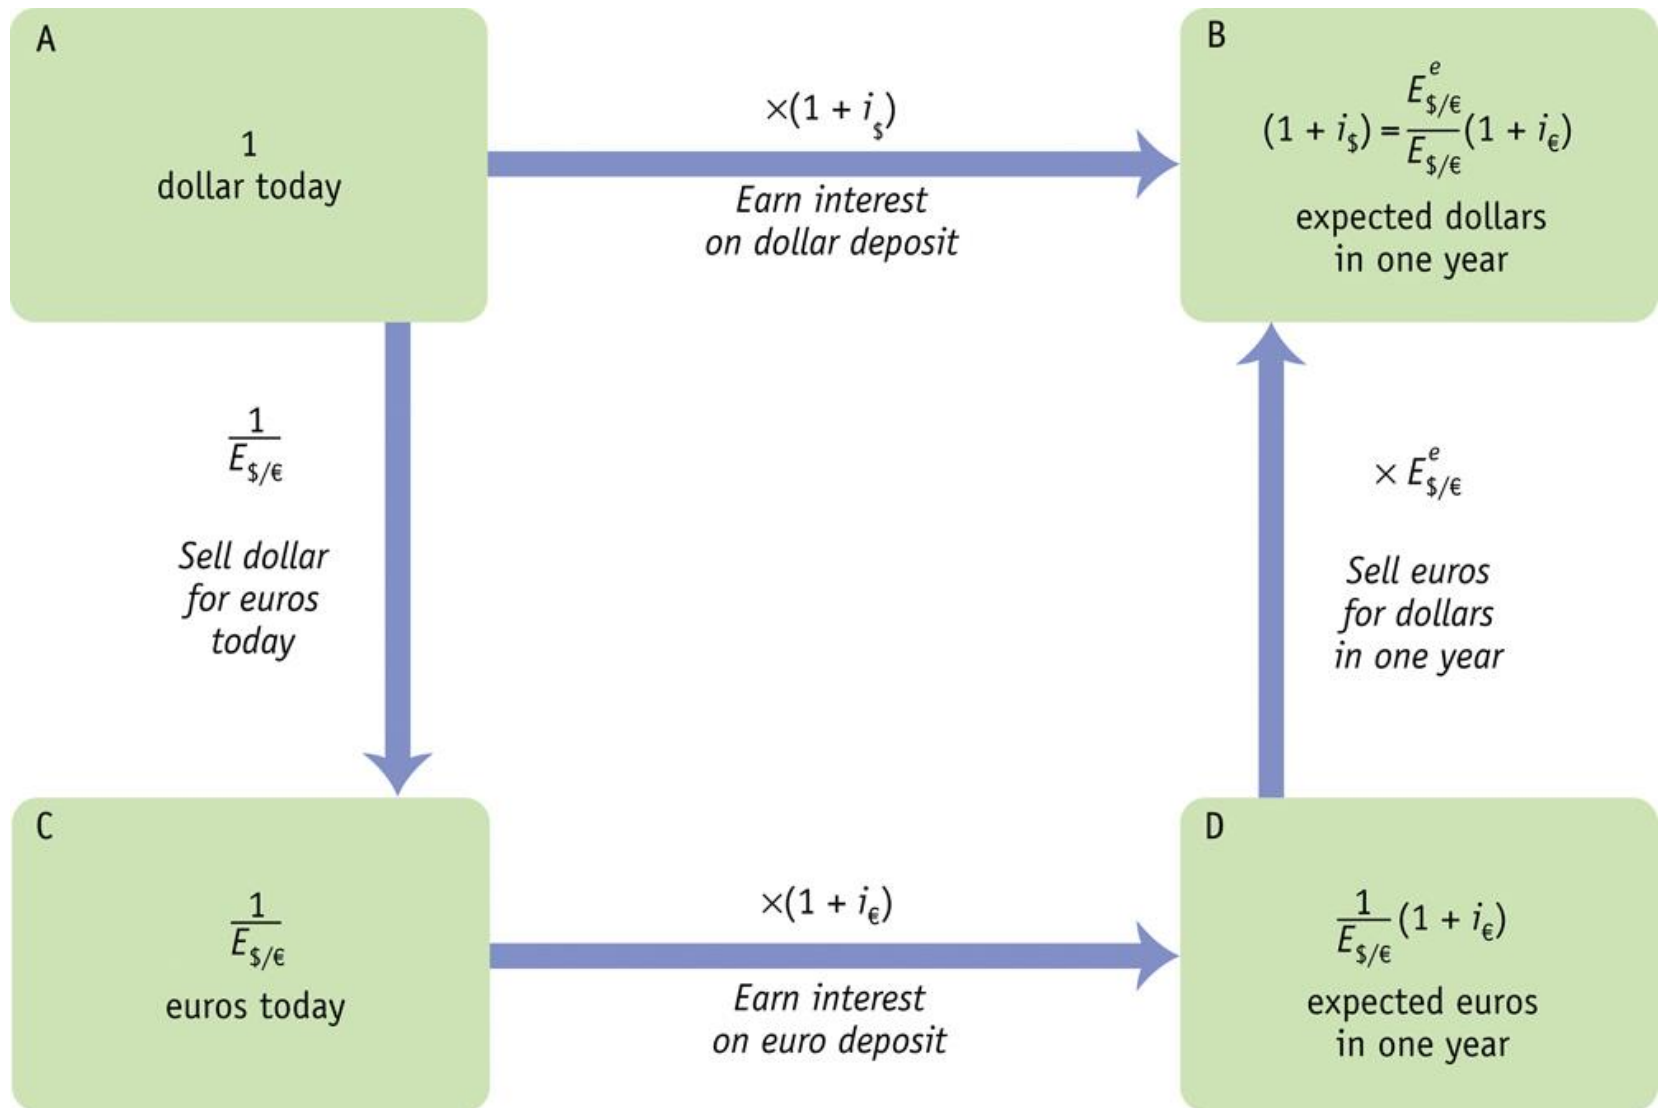 A
1
dollar today
×(1 + i$)
Earn interest
on dollar deposit
B
(1 + i$) = E^e$/€ / E$/€ (1 + i€)
expected dollars
in one year
1 / E$/€
Sell dollar
for euros
today
× E^e$/€
Sell euros
for dollars
in one year
C
1 / E$/€
euros today
×(1 + i€)
Earn interest
on euro deposit
D
1 / E$/€ (1 + i€)
expected euros
in one year